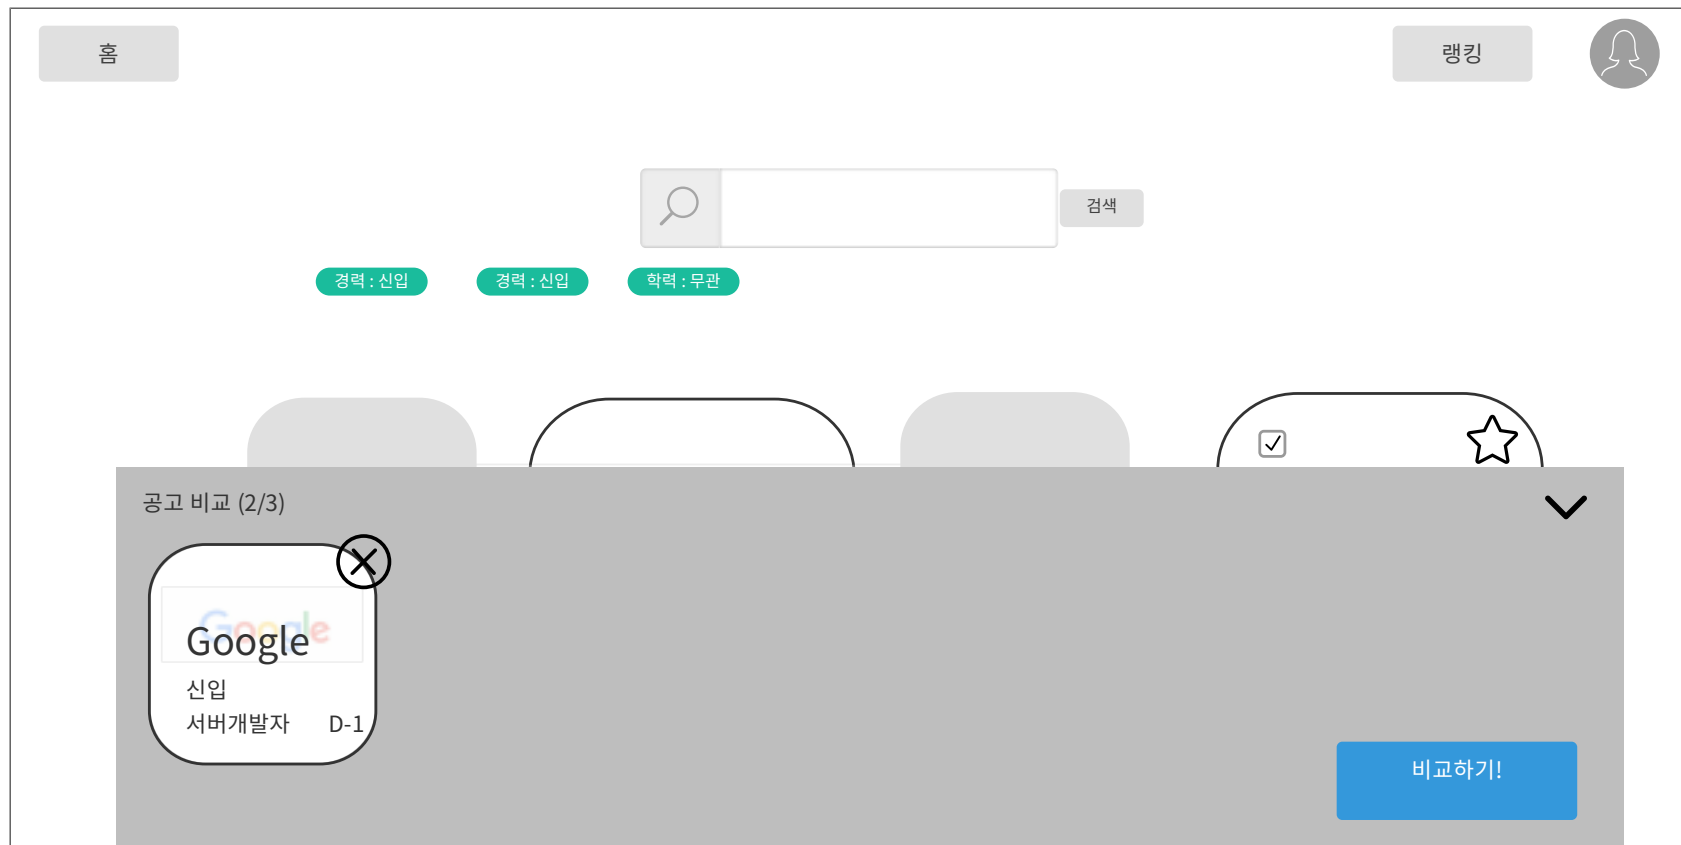 홈
랭킹
검색
경력 : 신입
경력 : 신입
학력 : 무관
공고 비교 (2/3)
Google
Google
신입
서버개발자 D-1
비교하기!